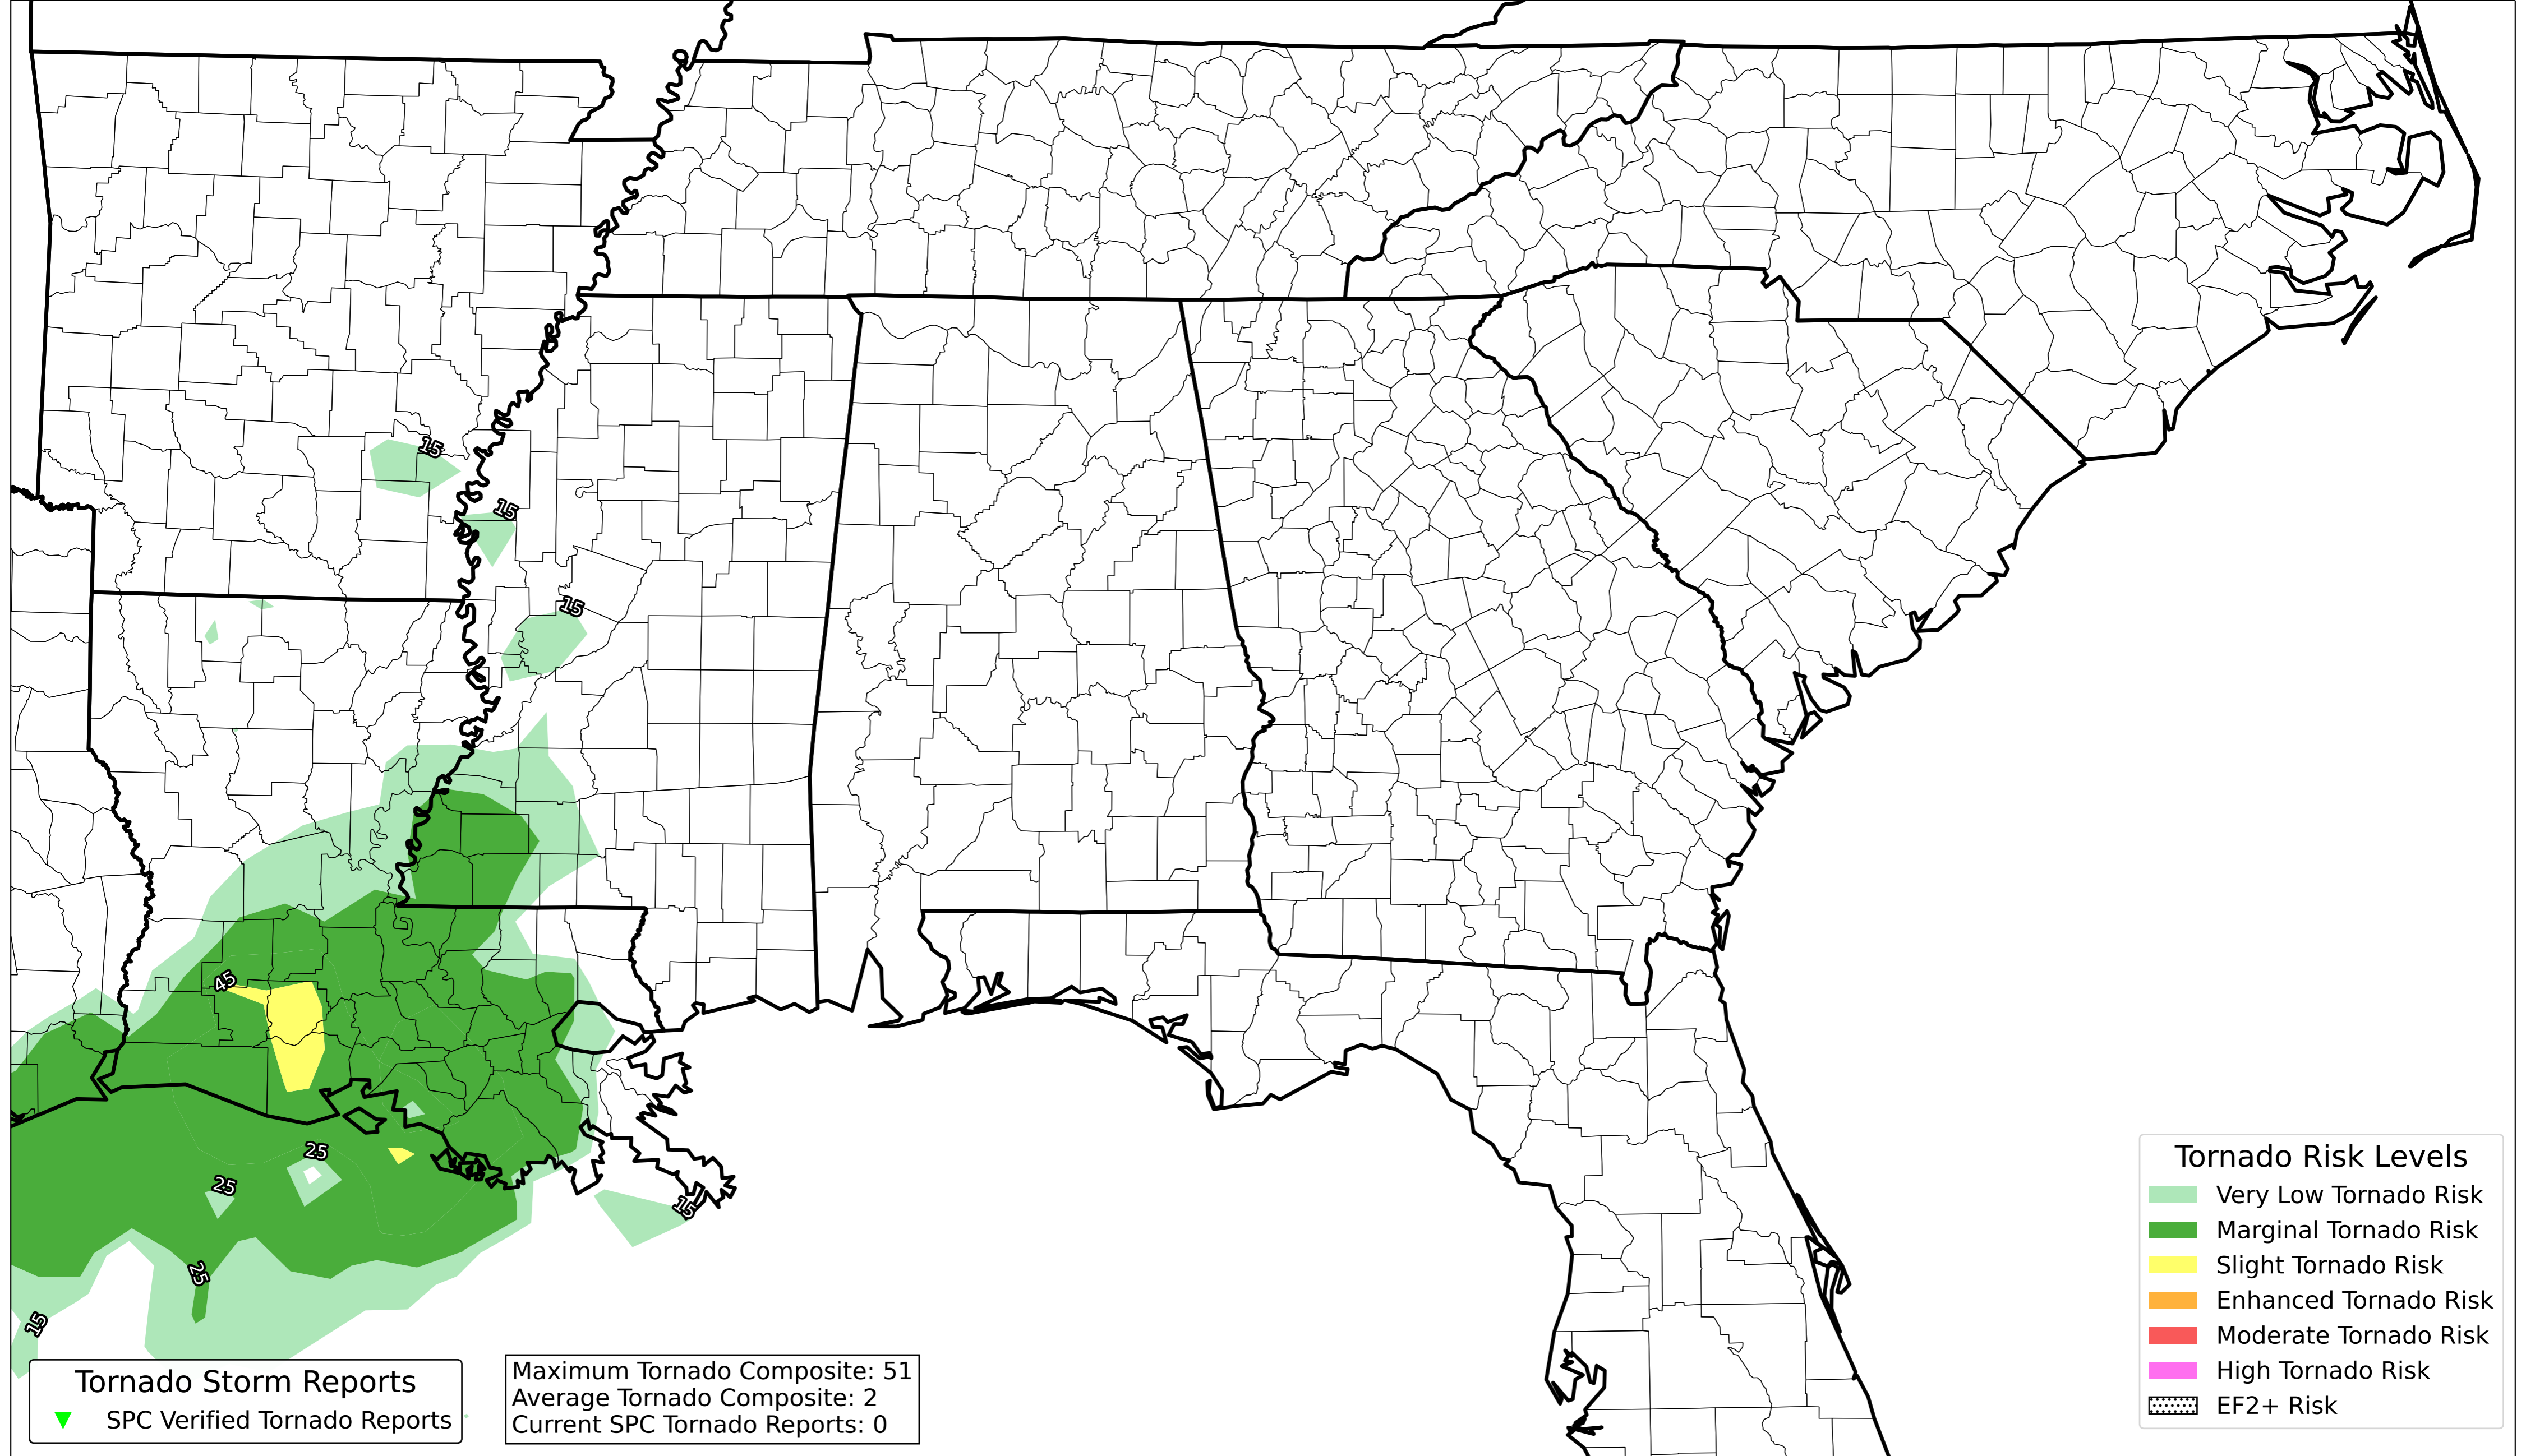 15
15
15
45
25
25
15
25
15
Tornado Storm Reports
SPC Verified Tornado Reports
Maximum Tornado Composite: 51
Average Tornado Composite: 2
Current SPC Tornado Reports: 0
Tornado Risk Levels
Very Low Tornado Risk
Marginal Tornado Risk
Slight Tornado Risk
Enhanced Tornado Risk
Moderate Tornado Risk
High Tornado Risk
EF2+ Risk